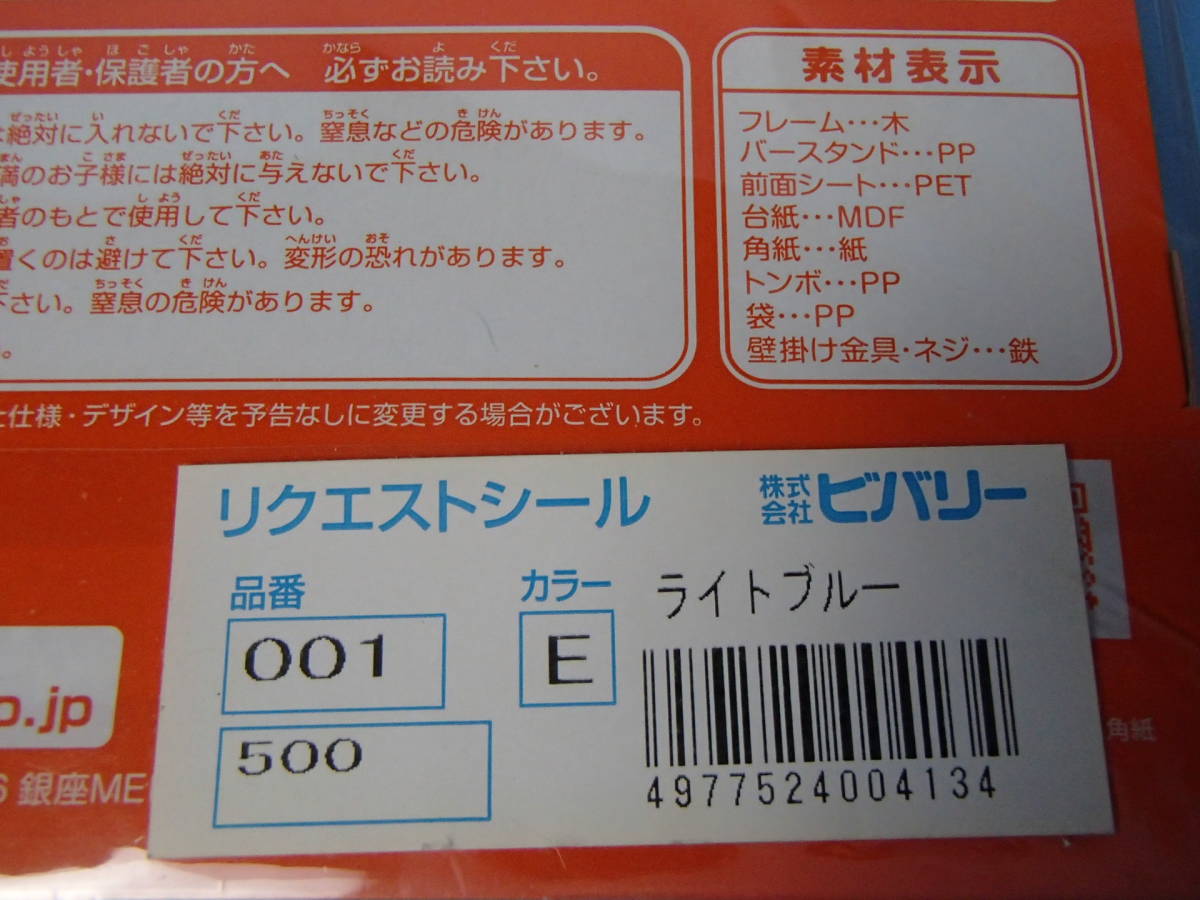 使用者・保護者の方へ 必ずお読み下さい。
絶対に入れないで下さい。窒息などの危険があります。
満のお子様には絶対に与えないで下さい。
者のもとで使用して下さい。
置くのは避けて下さい。変形の恐れがあります。
下さい。窒息の危険があります。
仕様・デザイン等を予告なしに変更する場合がございます。
素材表示
フレーム…木
バースタンド…PP
前面シート…PET
台紙…MDF
角紙…紙
トンボ…PP
袋…PP
壁掛け金具・ネジ…鉄
リクエストシール 株式会社 ビバリー
品番 カラー ライトブルー
001 E
500
4977524004134
o.jp
6 銀座ME
角紙